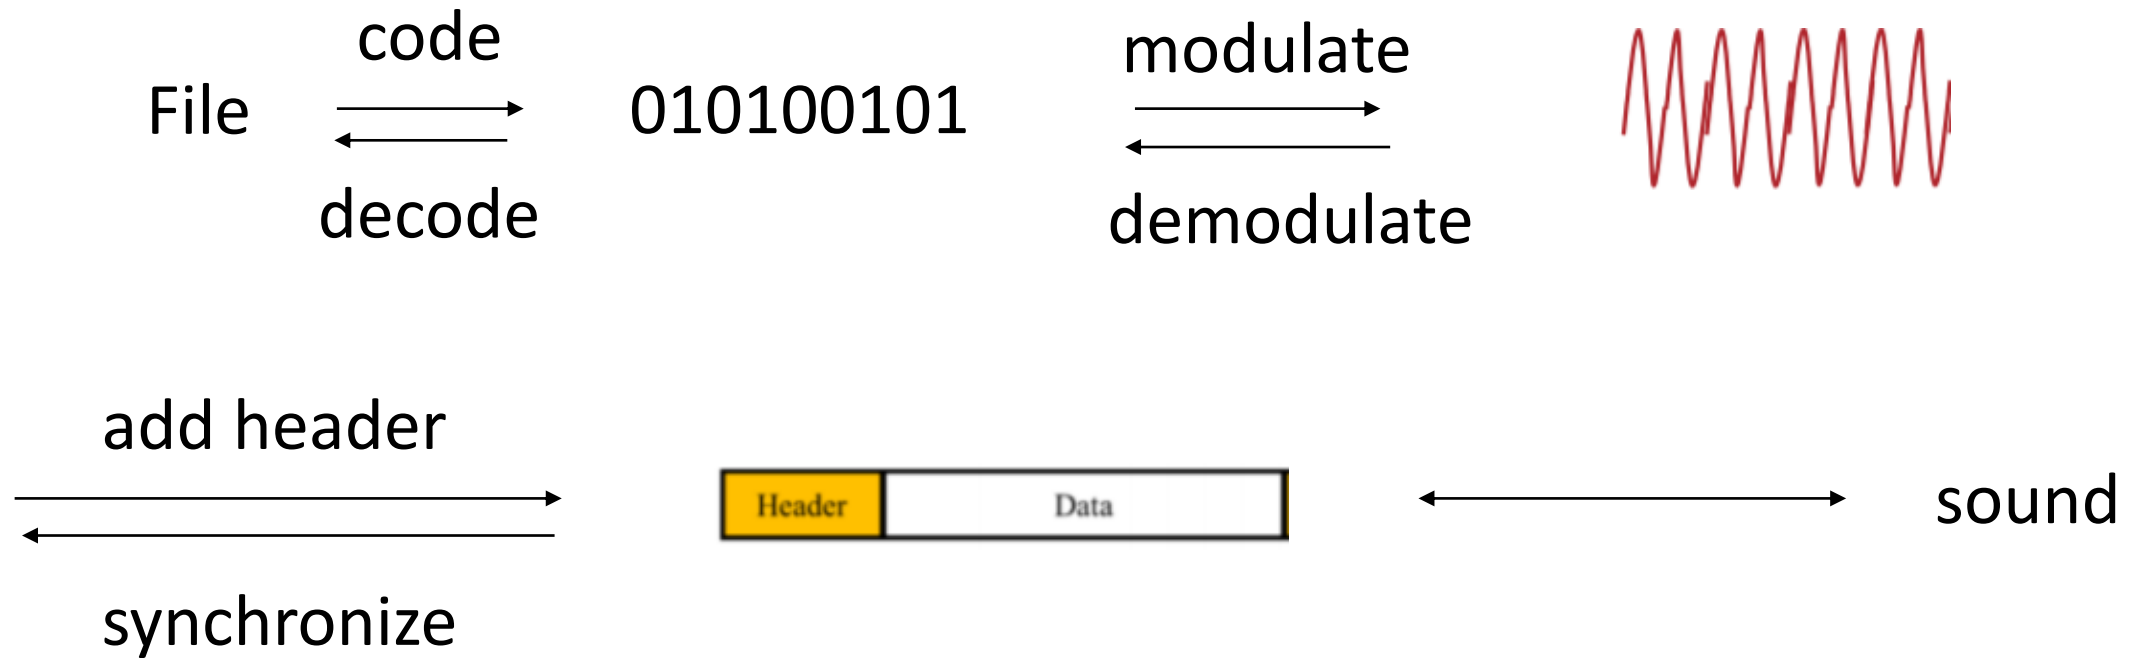 code
modulate
File
010100101
decode
demodulate
add header
Header
Data
sound
synchronize